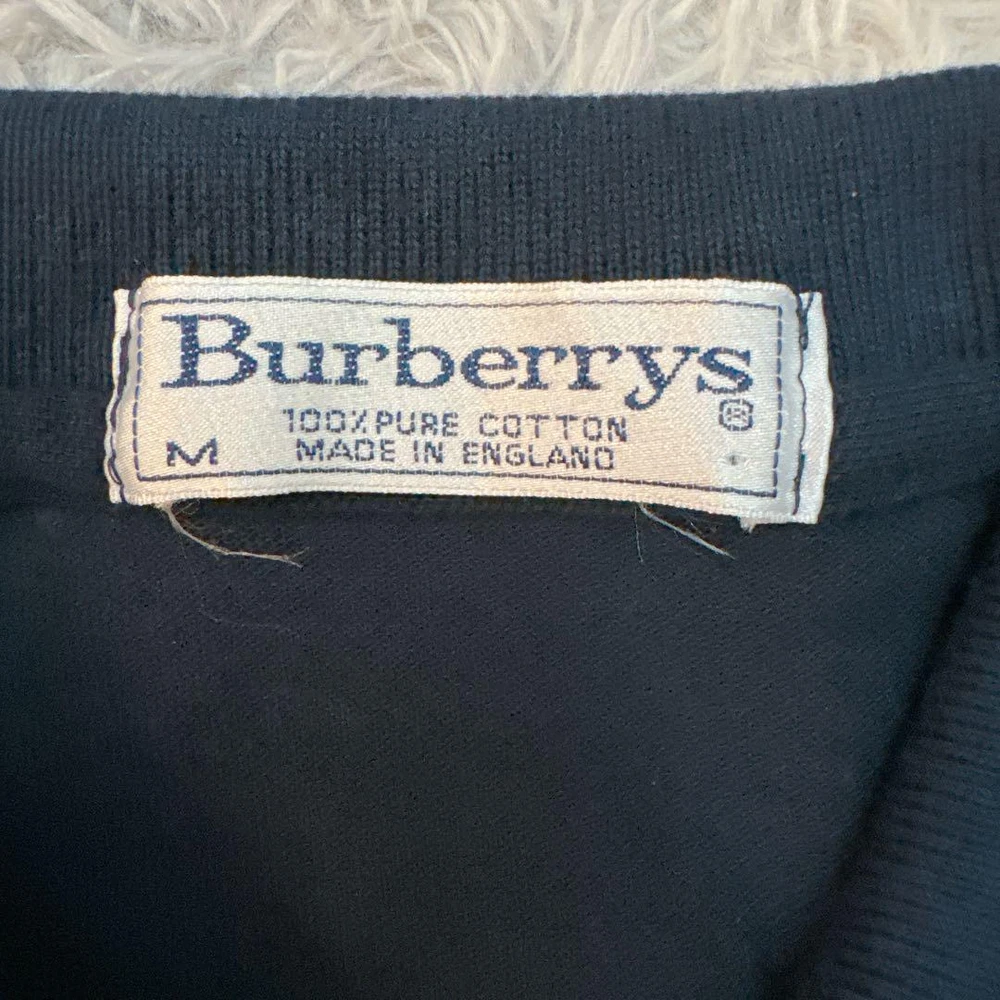 Burberrys
®
100% PURE COTTON
M MADE IN ENGLAND